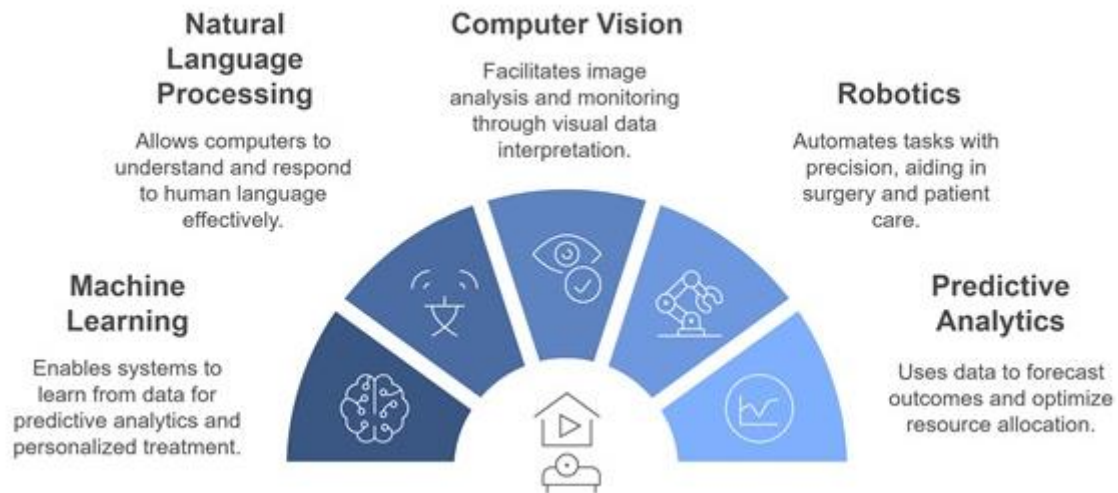 Machine
Learning
Enables systems to
learn from data for
predictive analytics and
personalized treatment.
Natural
Language
Processing
Allows computers to
understand and respond
to human language
effectively.
Computer Vision
Facilitates image
analysis and monitoring
through visual data
interpretation.
Robotics
Automates tasks with
precision, aiding in
surgery and patient
care.
Predictive
Analytics
Uses data to forecast
outcomes and optimize
resource allocation.